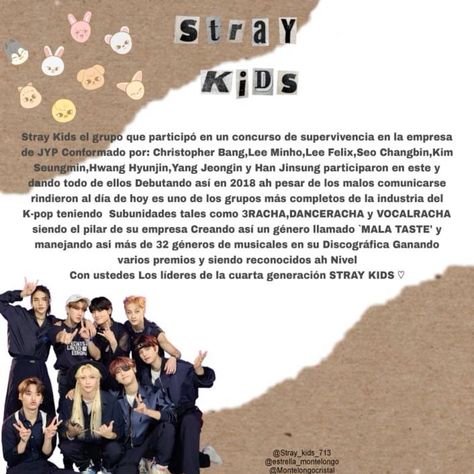 Stray
Kids
Stray Kids el grupo que participó en un concurso de supervivencia en la empresa
de JYP Conformado por: Christopher Bang,Lee Minho,Lee Felix,Seo Changbin,Kim
Seungmin,Hwang Hyunjin,Yang Jeongin y Han Jinsung participaron en este y
dando todo de ellos Debutando así en 2018 ah pesar de los malos comunicarse
rindieron al día de hoy es uno de los grupos más completos de la industria del
K-pop teniendo Subunidades tales como 3RACHA,DANCERACHA y VOCALRACHA
siendo el pilar de su empresa Creando así un género llamado `MALA TASTE' y
manejando asi más de 32 géneros de musicales en su Discográfica Ganando
varios premios y siendo reconocidos ah Nivel
Con ustedes Los líderes de la cuarta generación STRAY KIDS ♡
@Stray_kids_713
@estrella_montelongo
@Montelongocristal